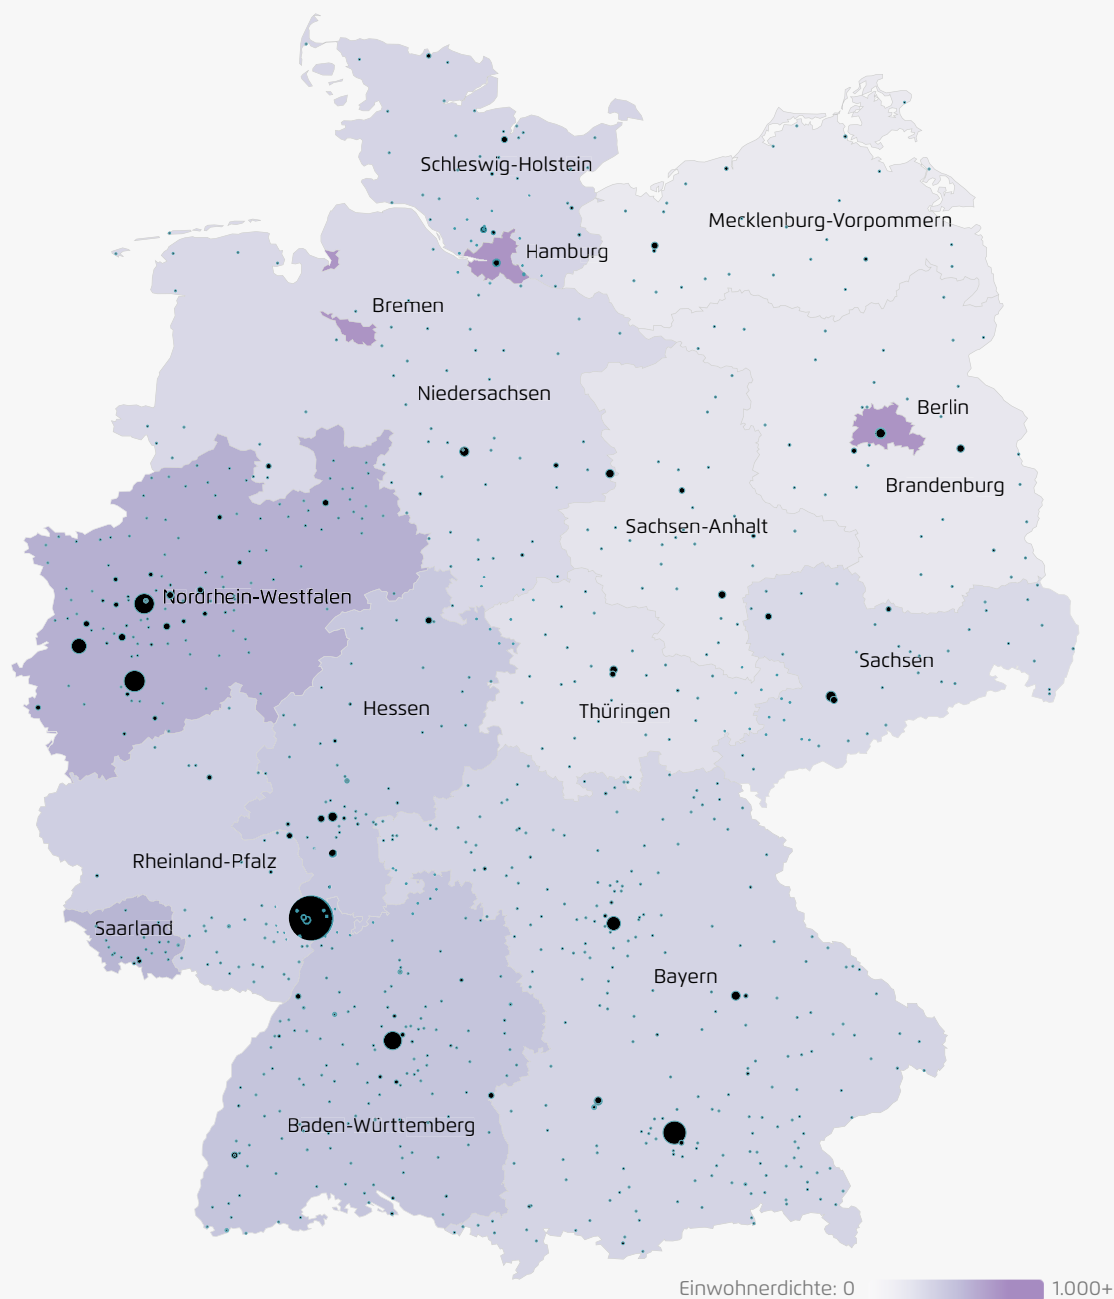 Schleswig-Holstein
Mecklenburg-Vorpommern
Hamburg
Bremen
Niedersachsen
Berlin
Brandenburg
Sachsen-Anhalt
Nordrhein-Westfalen
Sachsen
Hessen
Thüringen
Rheinland-Pfalz
Saarland
Bayern
Baden-Württemberg
Einwohnerdichte: 0 1.000+